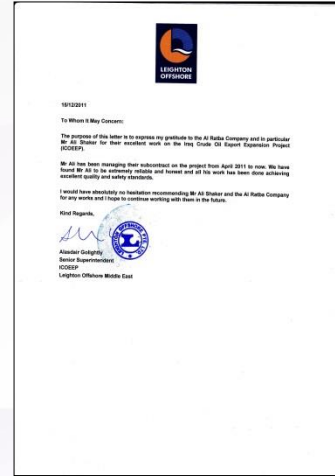 LEIGHTON
OFFSHORE
16/12/2011
To Whom It May Concern:
The purpose of this letter is to express my gratitude to the Al Ratba Company and in particular
Mr Ali Shaker for their excellent work on the Iraq Crude Oil Export Expansion Project
(ICOEEP).
Mr Ali has been managing their subcontract on the project from April 2011 to now. We have
found Mr Ali to be extremely reliable and honest and all his work has been done achieving
excellent quality and safety standards.
I would have absolutely no hesitation recommending Mr Ali Shaker and the Al Ratba Company
for any works and I hope to continue working with them in the future.
Kind Regards,
LEIGHTON OFFSHORE PTE. LTD.
Alasdair Golightly
Senior Superintendent
ICOEEP
Leighton Offshore Middle East